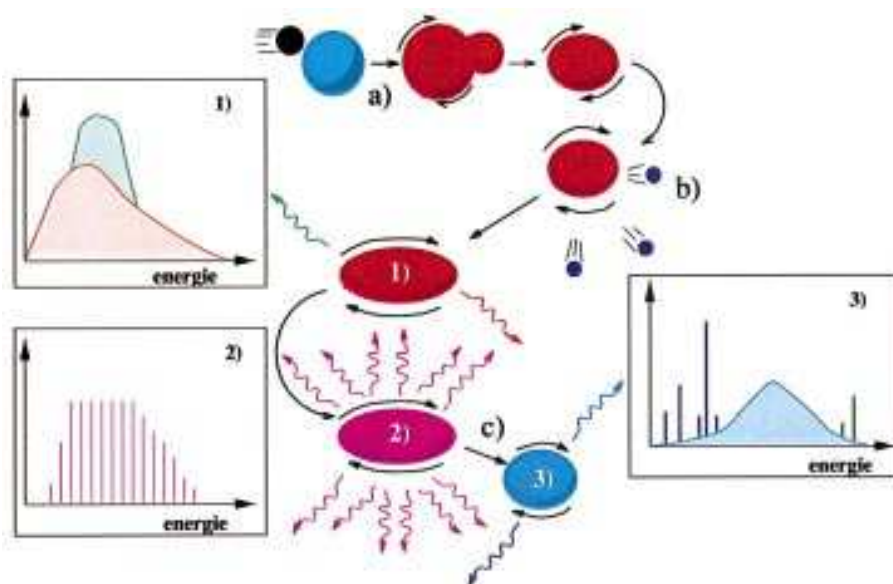 a)
1)
b)
energie
1)
3)
2)
2)
c)
3)
energie
energie